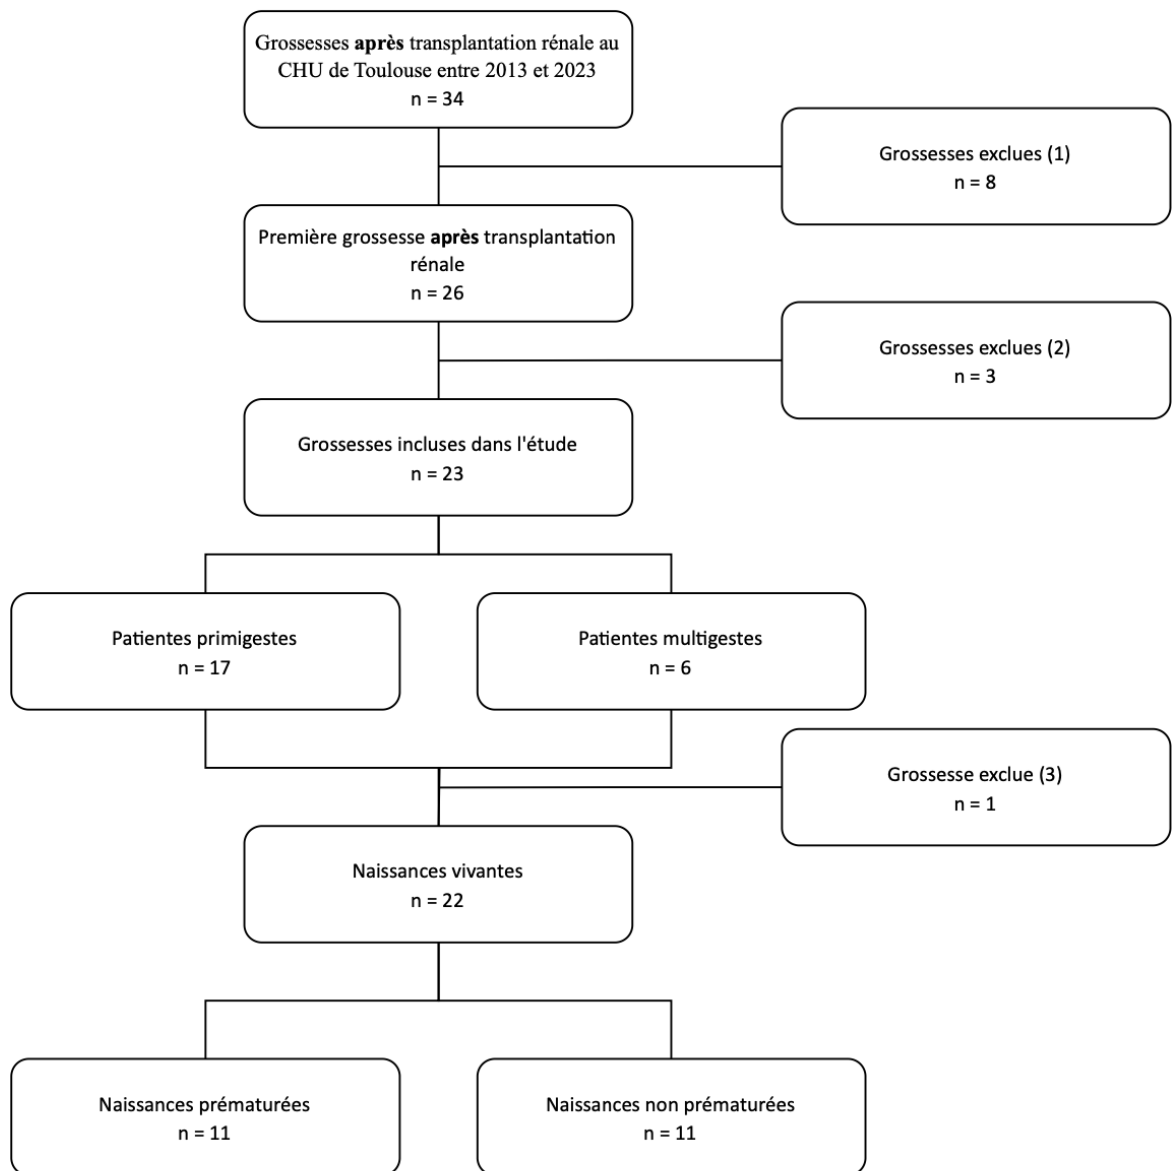 Grossesses après transplantation rénale au
CHU de Toulouse entre 2013 et 2023
n = 34
Grossesses exclues (1)
n = 8
Première grossesse après transplantation
rénale
n = 26
Grossesses exclues (2)
n = 3
Grossesses incluses dans l'étude
n = 23
Patientes primigestes
n = 17
Patientes multigestes
n = 6
Grossesse exclue (3)
n = 1
Naissances vivantes
n = 22
Naissances prématurées
n = 11
Naissances non prématurées
n = 11